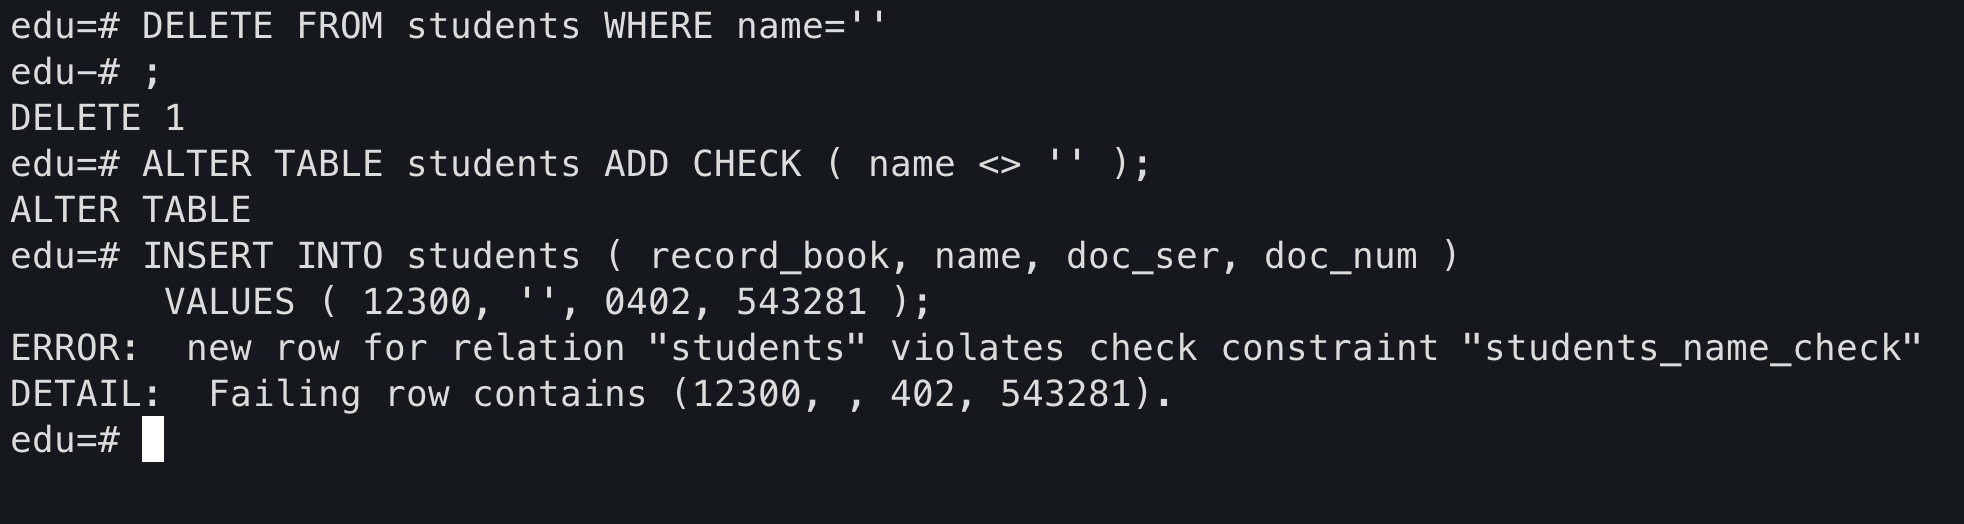 edu=# DELETE FROM students WHERE name=''
edu-# ;
DELETE 1
edu=# ALTER TABLE students ADD CHECK ( name <> '' );
ALTER TABLE
edu=# INSERT INTO students ( record_book, name, doc_ser, doc_num )
       VALUES ( 12300, '', 0402, 543281 );
ERROR:  new row for relation "students" violates check constraint "students_name_check"
DETAIL:  Failing row contains (12300, , 402, 543281).
edu=#